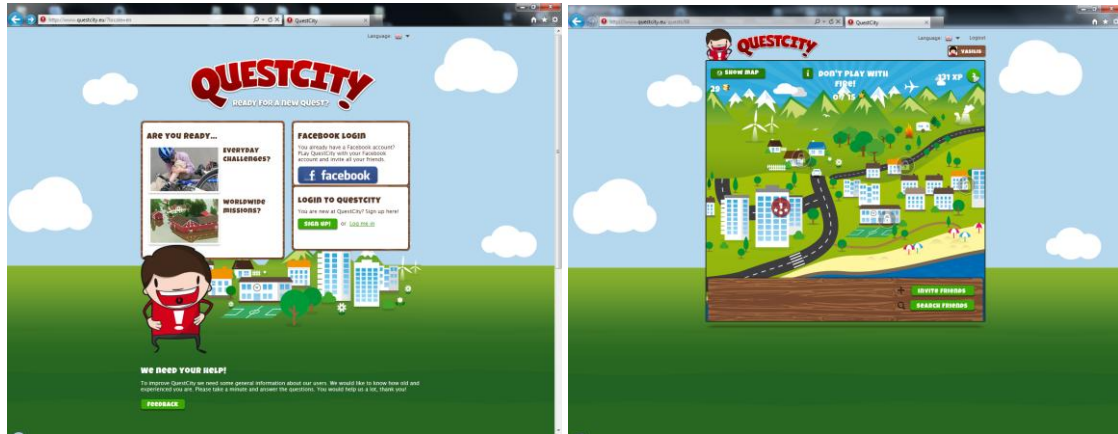 http://www.questcity.eu/?locale=en
QuestCity
Language:
QUESTCITY
READY FOR A NEW QUEST?
ARE YOU READY...
EVERYDAY
CHALLENGES?
WORLDWIDE
MISSIONS?
FACEBOOK LOGIN
You already have a Facebook account?
PLay QuestCity with your Facebook
account and invite all your friends.
f facebook
LOGIN TO QUESTCITY
You are new at QuestCity? Sign up here!
SIGN UP! or Log me in
WE NEED YOUR HELP!
To improve QuestCity we need some general information about our users. We would like to know how old and
experienced you are. Please take a minute and answer the questions. You would help us a lot, thank you!
FEEDBACK
QuestCity
QUESTCITY
Language:
Logout
VASILIS
SHOW MAP
i
DON'T PLAY WITH
FIRE!
29
131 XP
INVITE FRIENDS
SEARCH FRIENDS